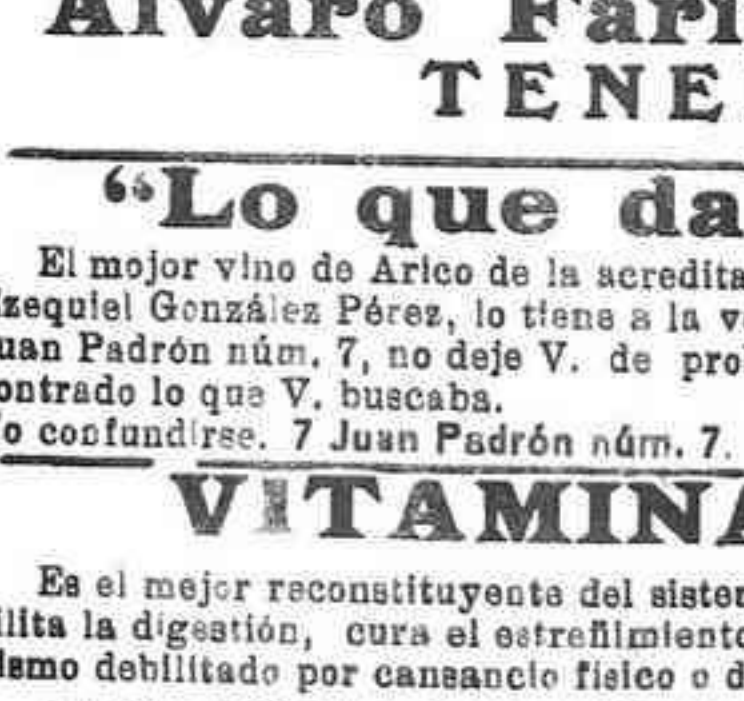 Alvaro Fari
TENE
“Lo que da
El mojor vino de Arico de la acredita
zequiel González Pérez, lo tiene a la v
uan Padrón núm. 7, no deje V. de pro
ontrado lo que V. buscaba.
o confundirse. 7 Juan Padrón núm. 7.
VITAMINA
Es el mejor reconstituyente del sistem
ilita la digestión, cura el estreñimiento
ismo debilitado por cansancio fisico o d